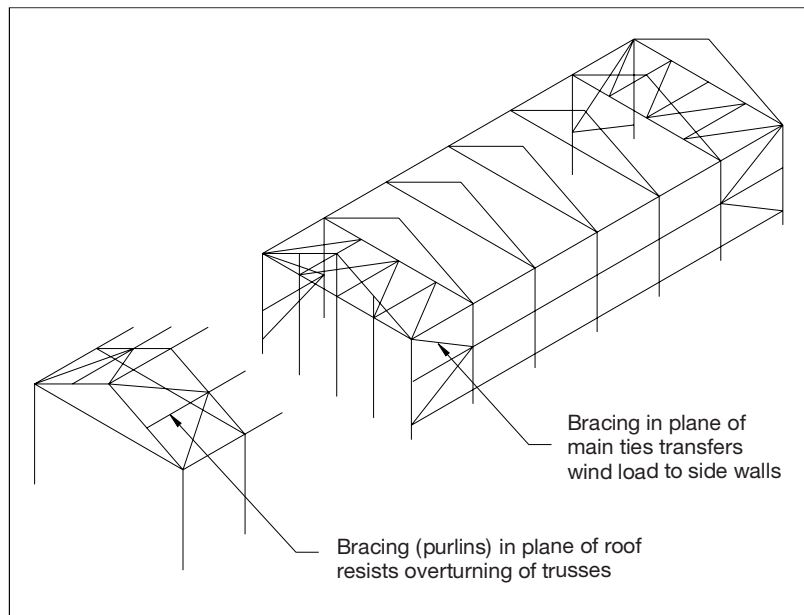 Bracing in plane of
main ties transfers
wind load to side walls
Bracing (purlins) in plane of roof
resists overturning of trusses